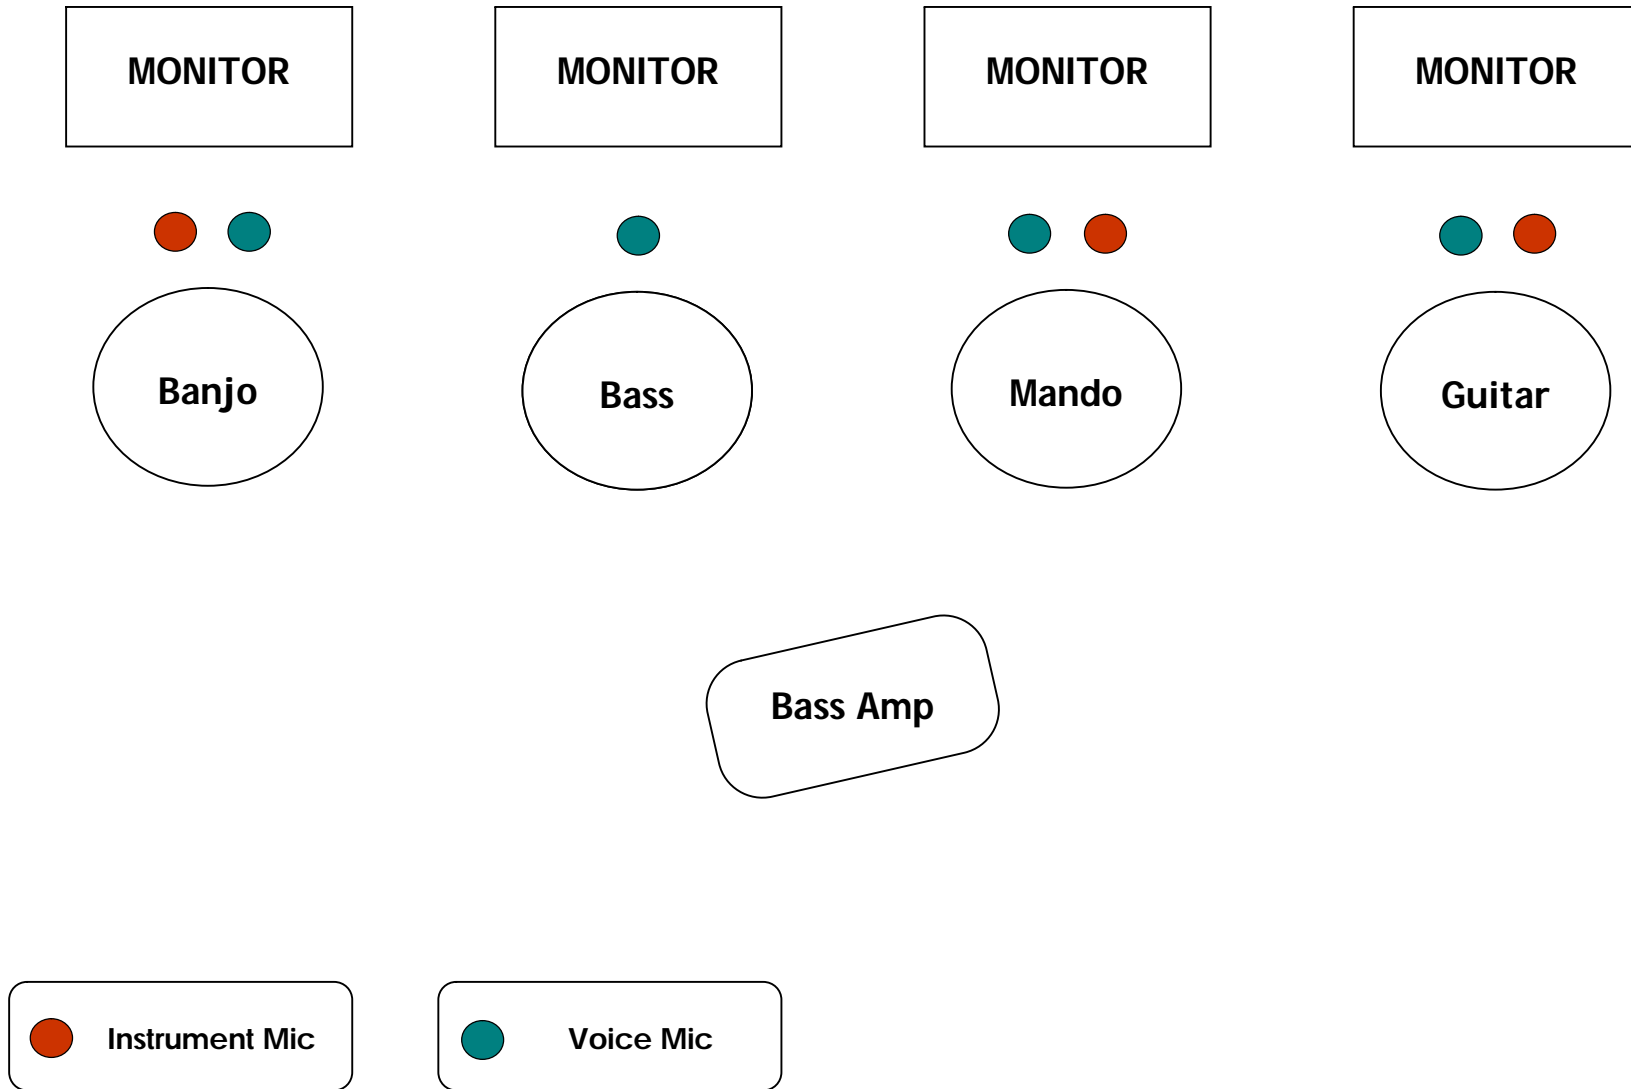 MONITOR
MONITOR
MONITOR
MONITOR
Banjo
Bass
Mando
Guitar
Bass Amp
Instrument Mic
Voice Mic